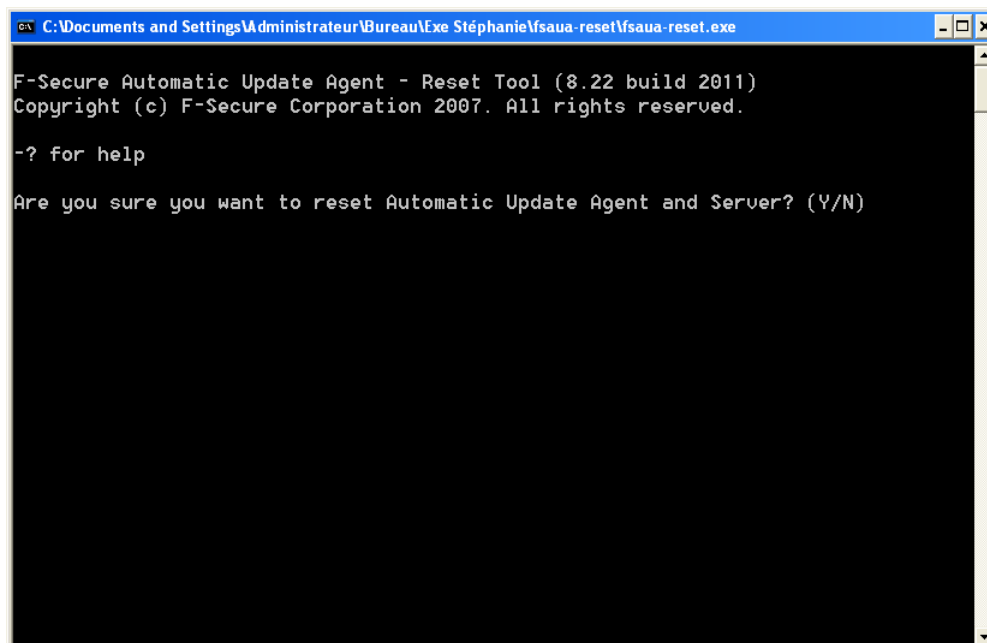 C:\Documents and Settings\Administrateur\Bureau\Exe Stéphanie\fsaua-reset\fsaua-reset.exe
F-Secure Automatic Update Agent - Reset Tool (8.22 build 2011)
Copyright (c) F-Secure Corporation 2007. All rights reserved.
-? for help
Are you sure you want to reset Automatic Update Agent and Server? (Y/N)